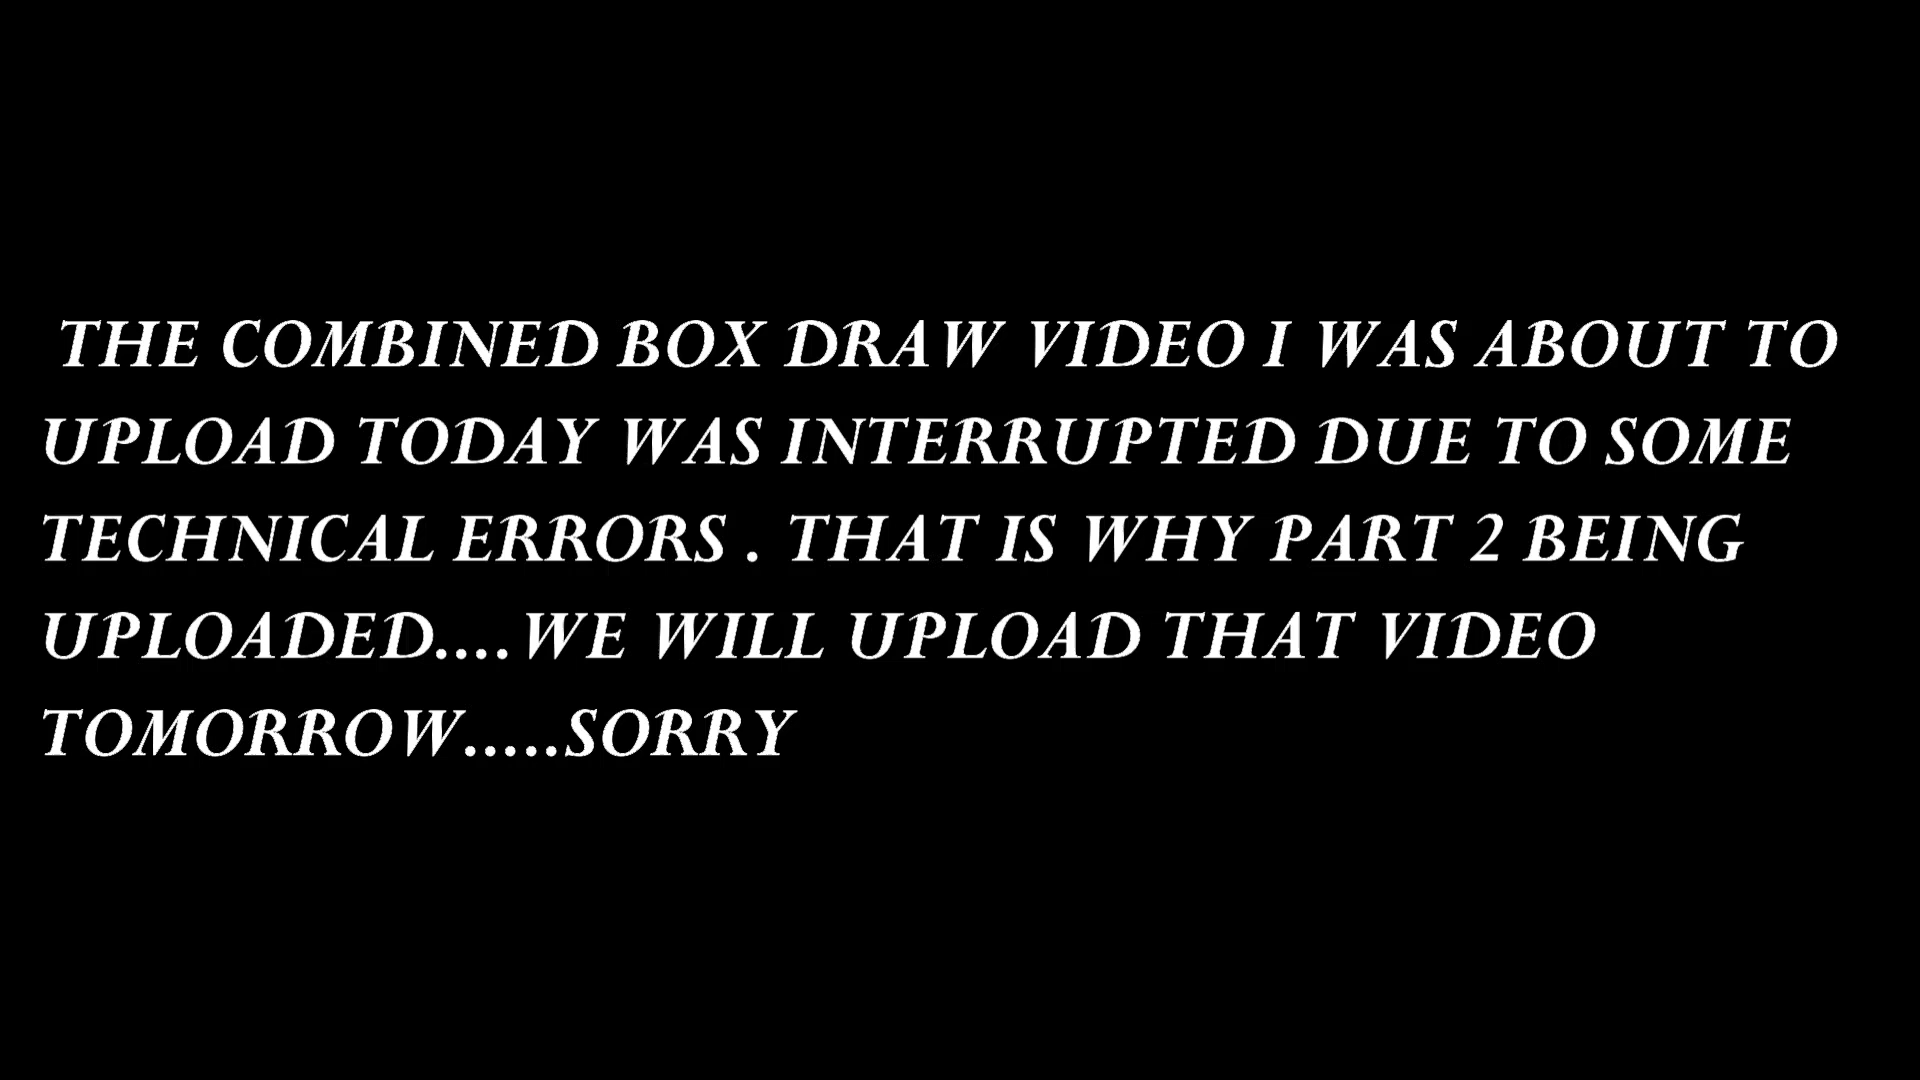 THE COMBINED BOX DRAW VIDEO I WAS ABOUT TO
UPLOAD TODAY WAS INTERRUPTED DUE TO SOME
TECHNICAL ERRORS . THAT IS WHY PART 2 BEING
UPLOADED....WE WILL UPLOAD THAT VIDEO
TOMORROW.....SORRY